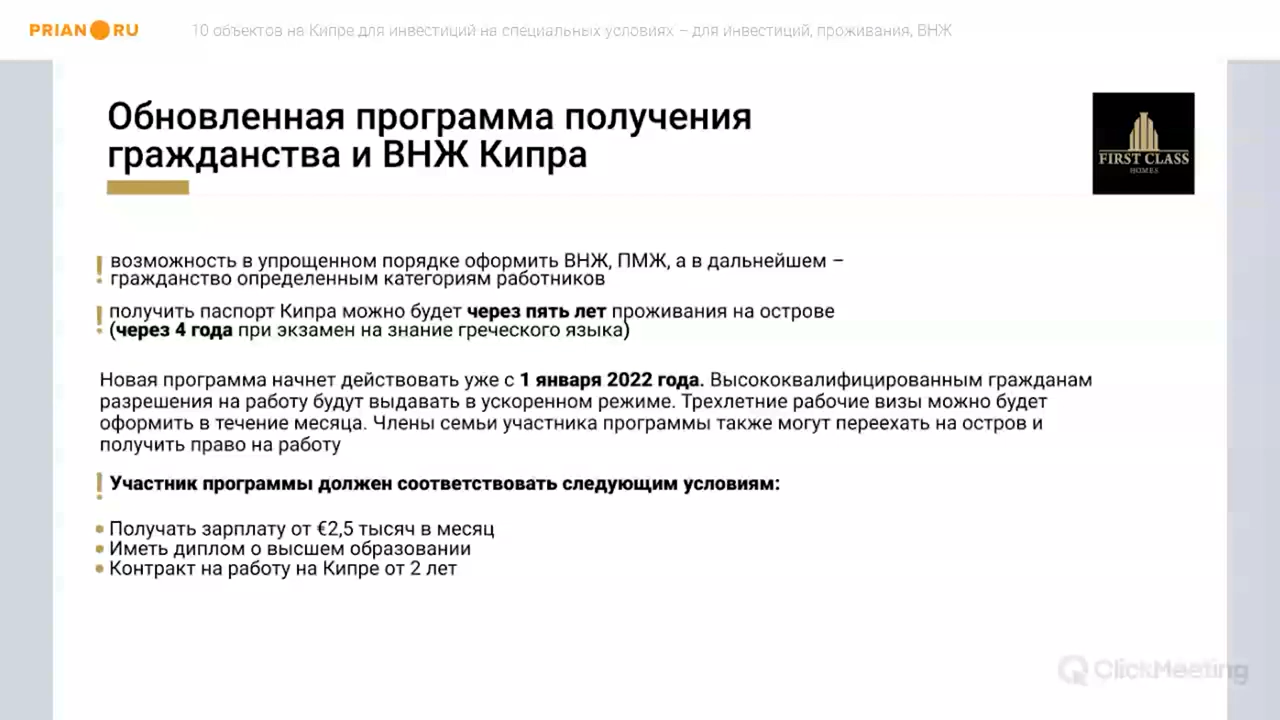 PRIAN RU
10 объектов на Кипре для инвестиций на специальных условиях – для инвестиций, проживания, ВНЖ
Обновленная программа получения
гражданства и ВНЖ Кипра
FIRST CLASS
HOMES
! возможность в упрощенном порядке оформить ВНЖ, ПМЖ, а в дальнейшем –
гражданство определенным категориям работников
! получить паспорт Кипра можно будет через пять лет проживания на острове
(через 4 года при экзамен на знание греческого языка)
Новая программа начнет действовать уже с 1 января 2022 года. Высококвалифицированным гражданам
разрешения на работу будут выдавать в ускоренном режиме. Трехлетние рабочие визы можно будет
оформить в течение месяца. Члены семьи участника программы также могут переехать на остров и
получить право на работу
! Участник программы должен соответствовать следующим условиям:
• Получать зарплату от €2,5 тысяч в месяц
• Иметь диплом о высшем образовании
• Контракт на работу на Кипре от 2 лет
ClickMeeting